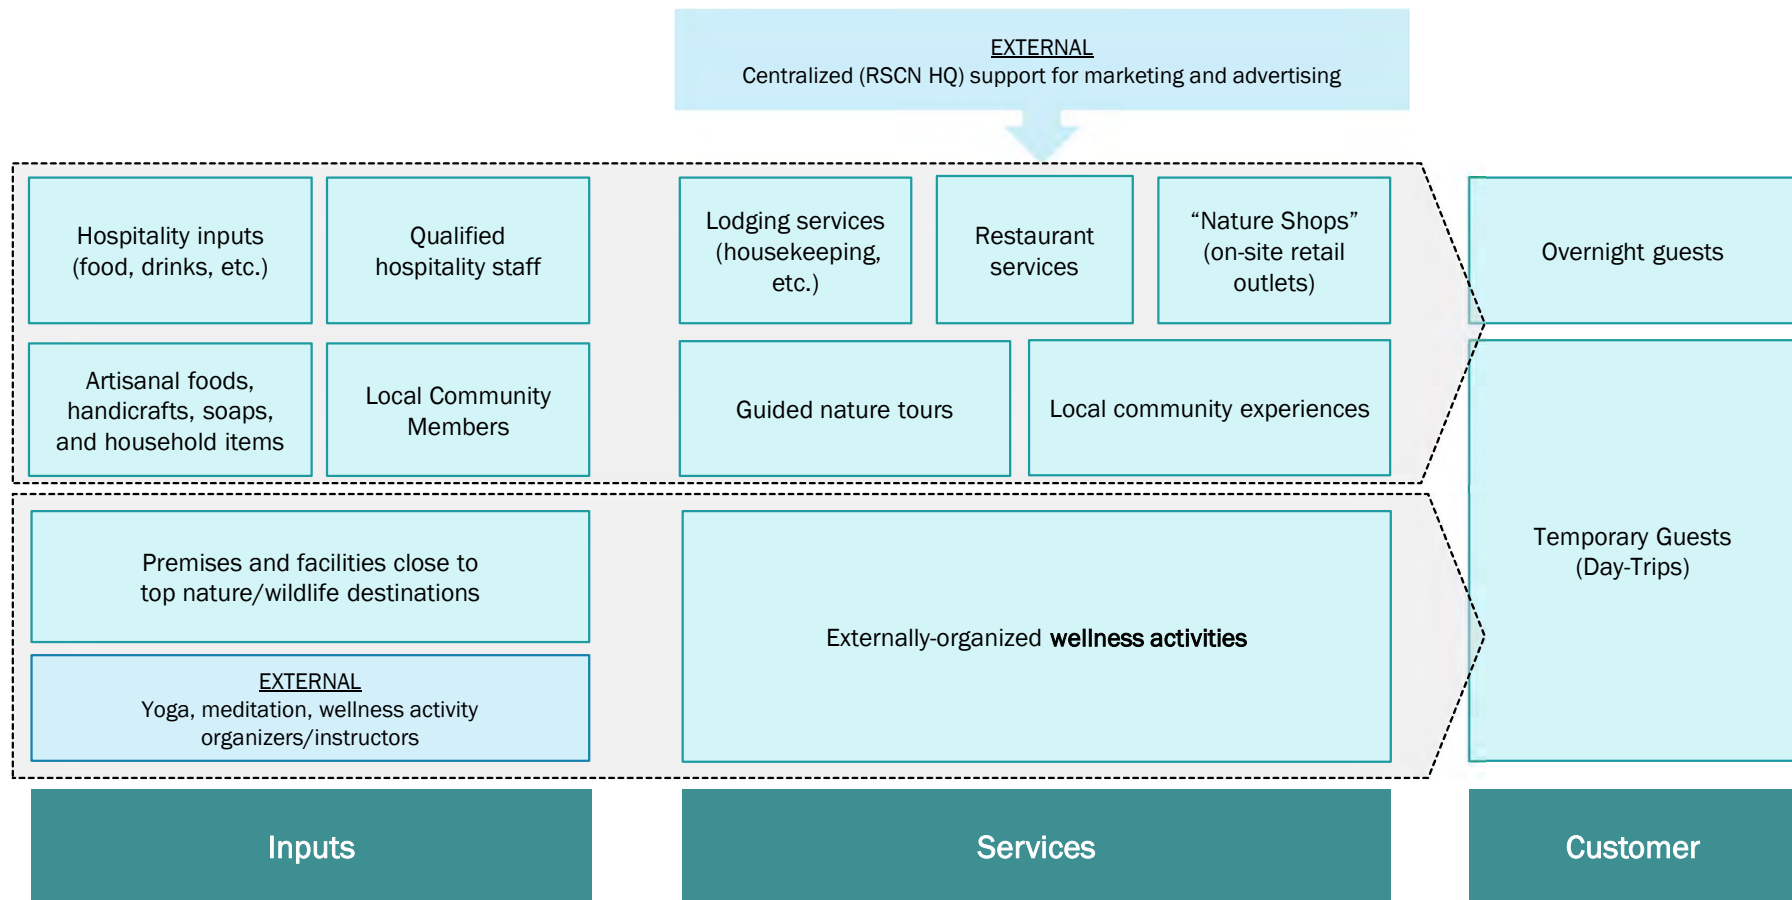 EXTERNAL
Centralized (RSCN HQ) support for marketing and advertising
Hospitality inputs
(food, drinks, etc.)
Qualified
hospitality staff
Lodging services
(housekeeping,
etc.)
Restaurant
services
“Nature Shops”
(on-site retail
outlets)
Overnight guests
Artisanal foods,
handicrafts, soaps,
and household items
Local Community
Members
Guided nature tours
Local community experiences
Temporary Guests
(Day-Trips)
Premises and facilities close to
top nature/wildlife destinations
EXTERNAL
Yoga, meditation, wellness activity
organizers/instructors
Externally-organized wellness activities
Inputs
Services
Customer